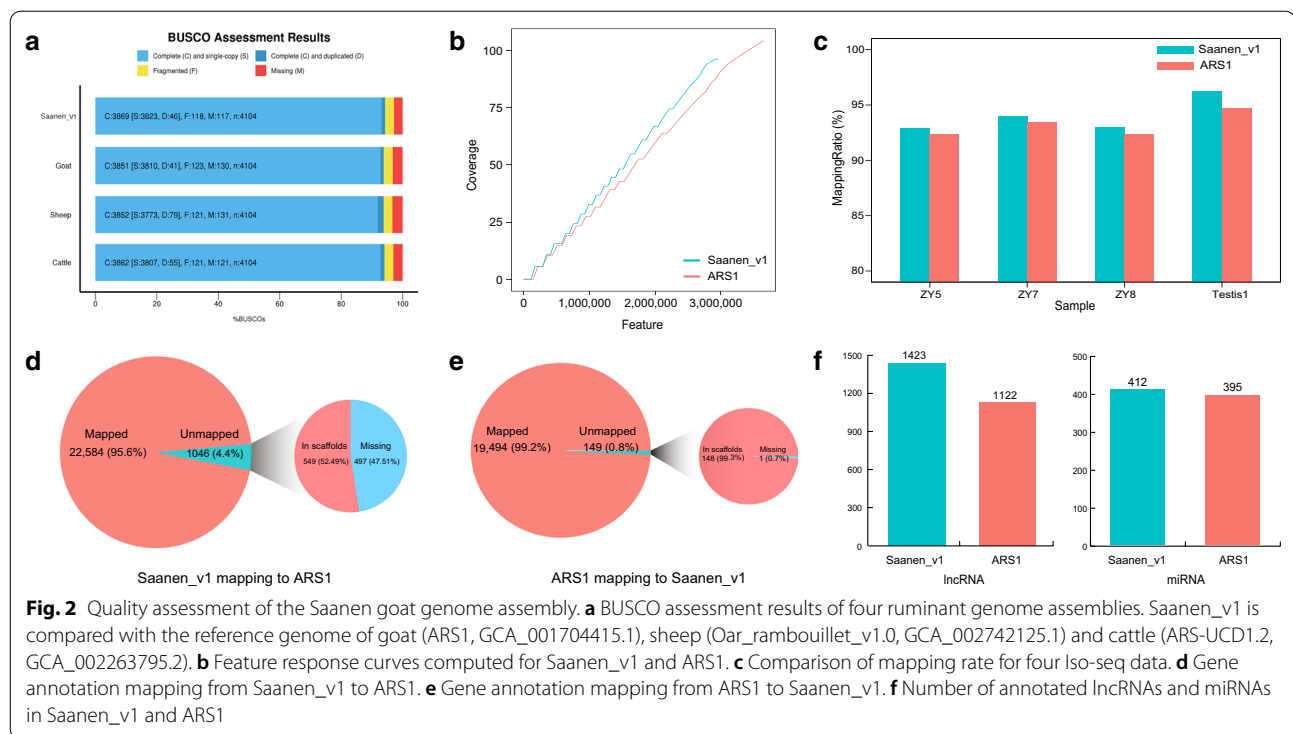 a
BUSCO Assessment Results
Complete (C) and single-copy (S) Complete (C) and duplicated (D)
Fragmented (F) Missing (M)
Saanen_v1 C:3869 [S:3823, D:46], F:118, M:117, n:4104
Goat C:3851 [S:3810, D:41], F:123, M:130, n:4104
Sheep C:3852 [S:3773, D:79], F:121, M:131, n:4104
Cattle C:3862 [S:3807, D:55], F:121, M:121, n:4104
0 20 40 60 80 100
%BUSCOs
b
100
75
50
25
0
Coverage
Saanen_v1
ARS1
0 1,000,000 2,000,000 3,000,000
Feature
c
100
95
90
85
80
MappingRatio (%)
Saanen_v1
ARS1
ZY5 ZY7 ZY8 Testis1
Sample
d
Mapped Unmapped
22,584 (95.6%) 1046 (4.4%)
In scaffolds Missing
549 (52.49%) 497 (47.51%)
Saanen_v1 mapping to ARS1
e
Mapped Unmapped
19,494 (99.2%) 149 (0.8%)
In scaffolds Missing
148 (99.3%) 1 (0.7%)
ARS1 mapping to Saanen_v1
f
1500
1200
900
600
300
0
1423
1122
Saanen_v1 ARS1
lncRNA
500
400
300
200
100
0
412
395
Saanen_v1 ARS1
miRNA
Fig. 2 Quality assessment of the Saanen goat genome assembly. a BUSCO assessment results of four ruminant genome assemblies. Saanen_v1 is
compared with the reference genome of goat (ARS1, GCA_001704415.1), sheep (Oar_rambouillet_v1.0, GCA_002742125.1) and cattle (ARS-UCD1.2,
GCA_002263795.2). b Feature response curves computed for Saanen_v1 and ARS1. c Comparison of mapping rate for four Iso-seq data. d Gene
annotation mapping from Saanen_v1 to ARS1. e Gene annotation mapping from ARS1 to Saanen_v1. f Number of annotated lncRNAs and miRNAs
in Saanen_v1 and ARS1